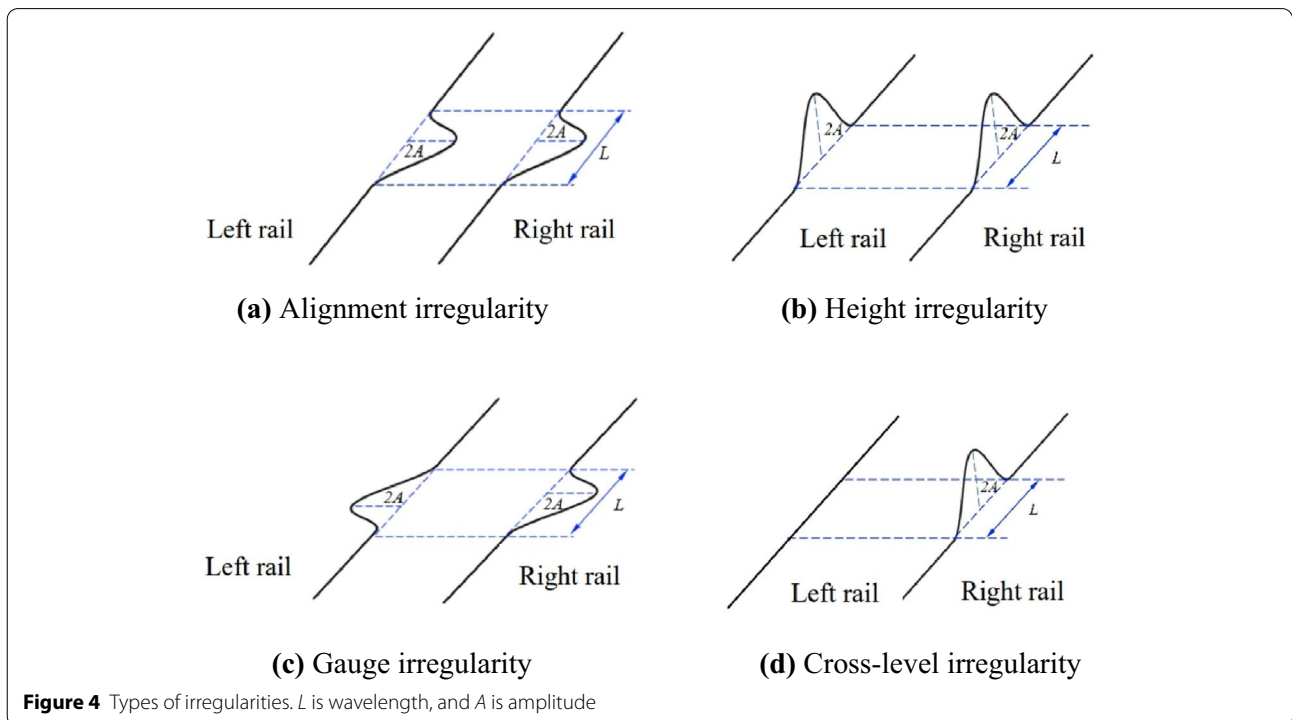 2A
2A
L
Left rail
Right rail
(a) Alignment irregularity
2A
2A
L
Left rail
Right rail
(b) Height irregularity
2A
2A
L
Left rail
Right rail
(c) Gauge irregularity
2A
L
Left rail
Right rail
(d) Cross-level irregularity
Figure 4 Types of irregularities. L is wavelength, and A is amplitude